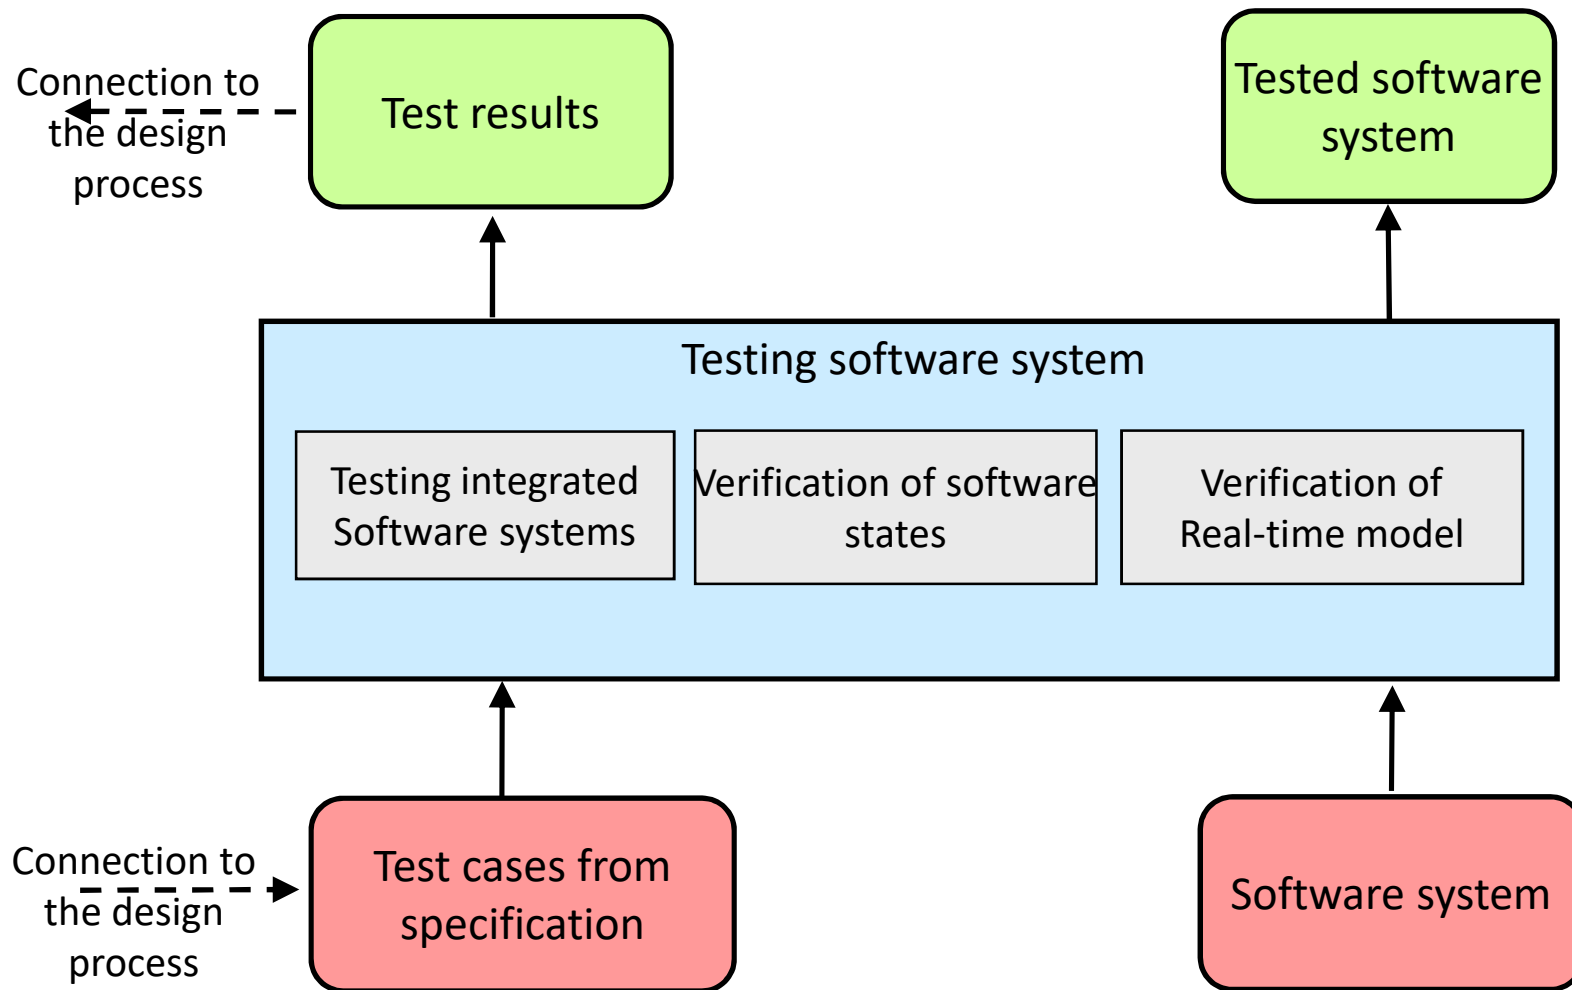 Connection to
the design
process
Test results
Tested software
system
Testing software system
Testing integrated
Software systems
Verification of software
states
Verification of
Real-time model
Connection to
the design
process
Test cases from
specification
Software system